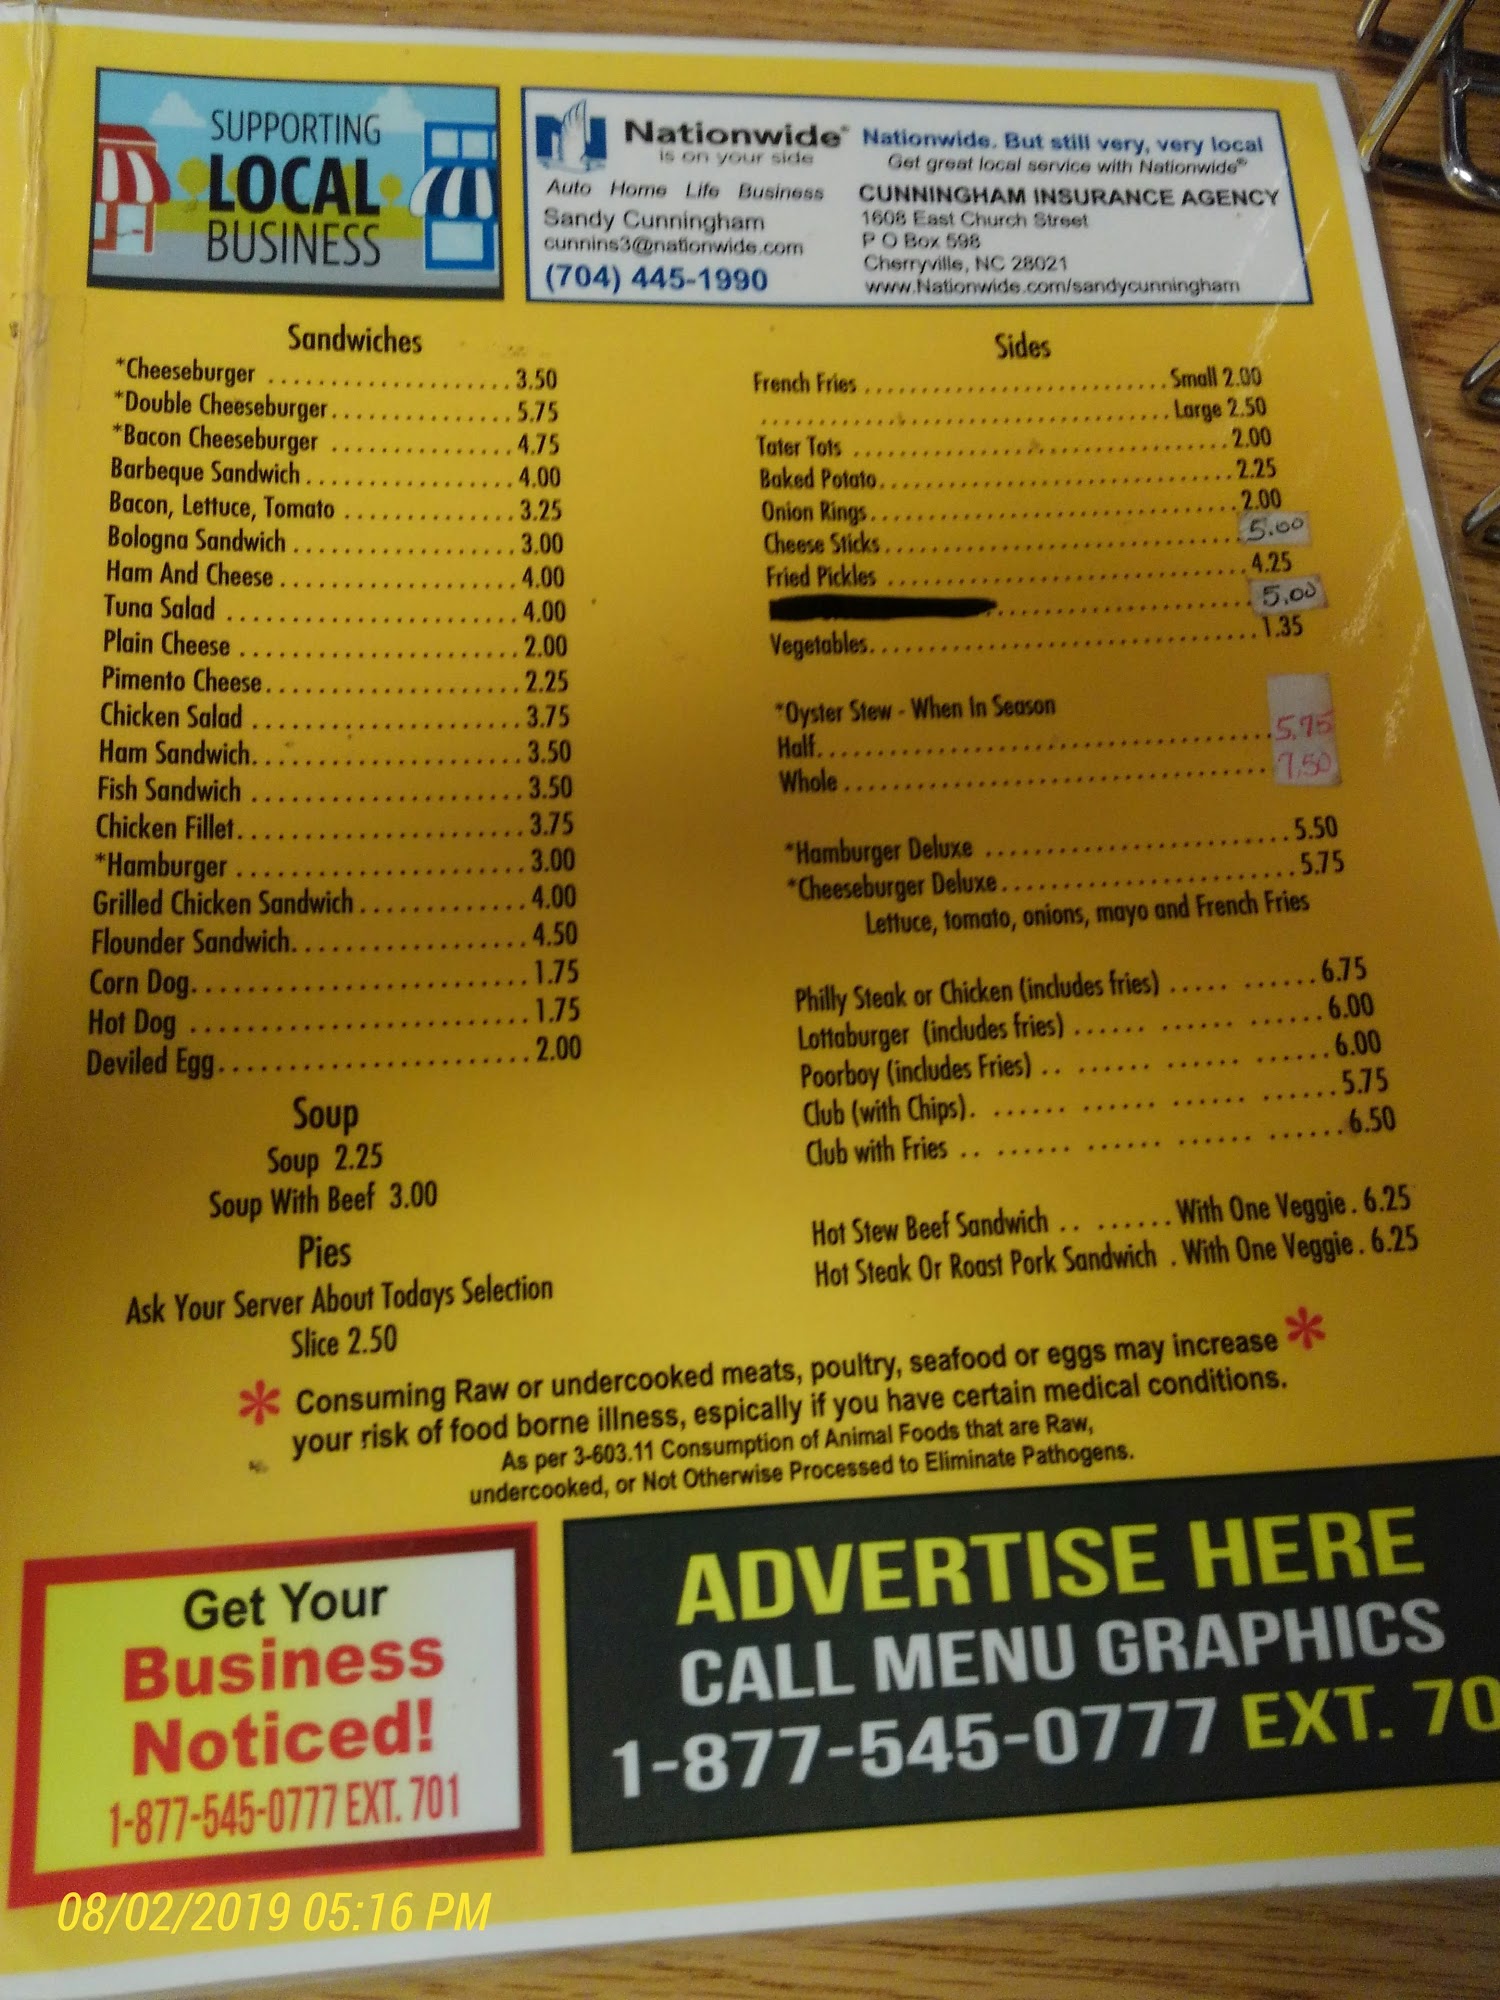 SUPPORTING
LOCAL
BUSINESS
Nationwide®
is on your side
Auto Home Life Business
Sandy Cunningham
cunnins3@nationwide.com
(704) 445-1990
Nationwide. But still very, very local
Get great local service with Nationwide®
CUNNINGHAM INSURANCE AGENCY
1608 East Church Street
P O Box 598
Cherryville, NC 28021
www.Nationwide.com/sandycunningham
Sandwiches
*Cheeseburger ..................... 3.50
*Double Cheeseburger............... 5.75
*Bacon Cheeseburger ............... 4.75
Barbeque Sandwich................. 4.00
Bacon, Lettuce, Tomato .............. 3.25
Bologna Sandwich.................. 3.00
Ham And Cheese................... 4.00
Tuna Salad ........................ 4.00
Plain Cheese ....................... 2.00
Pimento Cheese..................... 2.25
Chicken Salad ...................... 3.75
Ham Sandwich...................... 3.50
Fish Sandwich ...................... 3.50
Chicken Fillet....................... 3.75
*Hamburger ........................ 3.00
Grilled Chicken Sandwich.............. 4.00
Flounder Sandwich.................... 4.50
Corn Dog............................ 1.75
Hot Dog ............................ 1.75
Deviled Egg.......................... 2.00
Soup
Soup 2.25
Soup With Beef 3.00
Pies
Ask Your Server About Todays Selection
Slice 2.50
Sides
French Fries ............................ Small 2.00
..................................... Large 2.50
Tater Tots ............................... 2.00
Baked Potato............................. 2.25
Onion Rings.............................. 2.00
Cheese Sticks............................. 5.00
Fried Pickles ............................. 4.25
..................... 5.00
Vegetables................................ 1.35
*Oyster Stew - When In Season
Half...................................... 5.75
Whole .................................... 7.50
*Hamburger Deluxe ......................... 5.50
*Cheeseburger Deluxe........................ 5.75
Lettuce, tomato, onions, mayo and French Fries
Philly Steak or Chicken (includes fries) ..... ...... 6.75
Lottaburger (includes fries) ...... ...... ...... 6.00
Poorboy (includes Fries) .. ...... ...... ...... 6.00
Club (with Chips). ...... ...... ...... ...... 5.75
Club with Fries .. ...... ...... ...... ...... 6.50
Hot Stew Beef Sandwich .. ...... With One Veggie . 6.25
Hot Steak Or Roast Pork Sandwich . With One Veggie . 6.25
* Consuming Raw or undercooked meats, poultry, seafood or eggs may increase *
your risk of food borne illness, espically if you have certain medical conditions.
As per 3-603.11 Consumption of Animal Foods that are Raw,
undercooked, or Not Otherwise Processed to Eliminate Pathogens.
Get Your
Business
Noticed!
1-877-545-0777 EXT. 701
ADVERTISE HERE
CALL MENU GRAPHICS
1-877-545-0777 EXT. 70
08/02/2019 05:16 PM